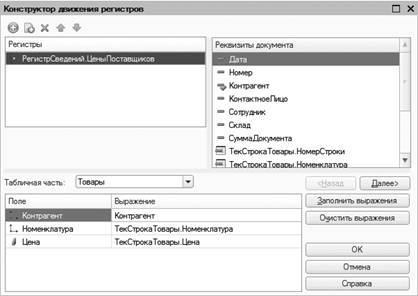 Конструктор движения регистров
Регистры
РегистрСведений.ЦеныПоставщиков
Реквизиты документа
Дата
Номер
Контрагент
КонтактноеЛицо
Сотрудник
Склад
СуммаДокумента
ТекСтрокаТовары.НомерСтроки
ТекСтрокаТовары.Номенклатура
Табличная часть:
Товары
<Назад
Далее>
Поле
Выражение
Контрагент
Контрагент
Номенклатура
ТекСтрокаТовары.Номенклатура
Цена
ТекСтрокаТовары.Цена
Заполнить выражения
Очистить выражения
OK
Отмена
Справка